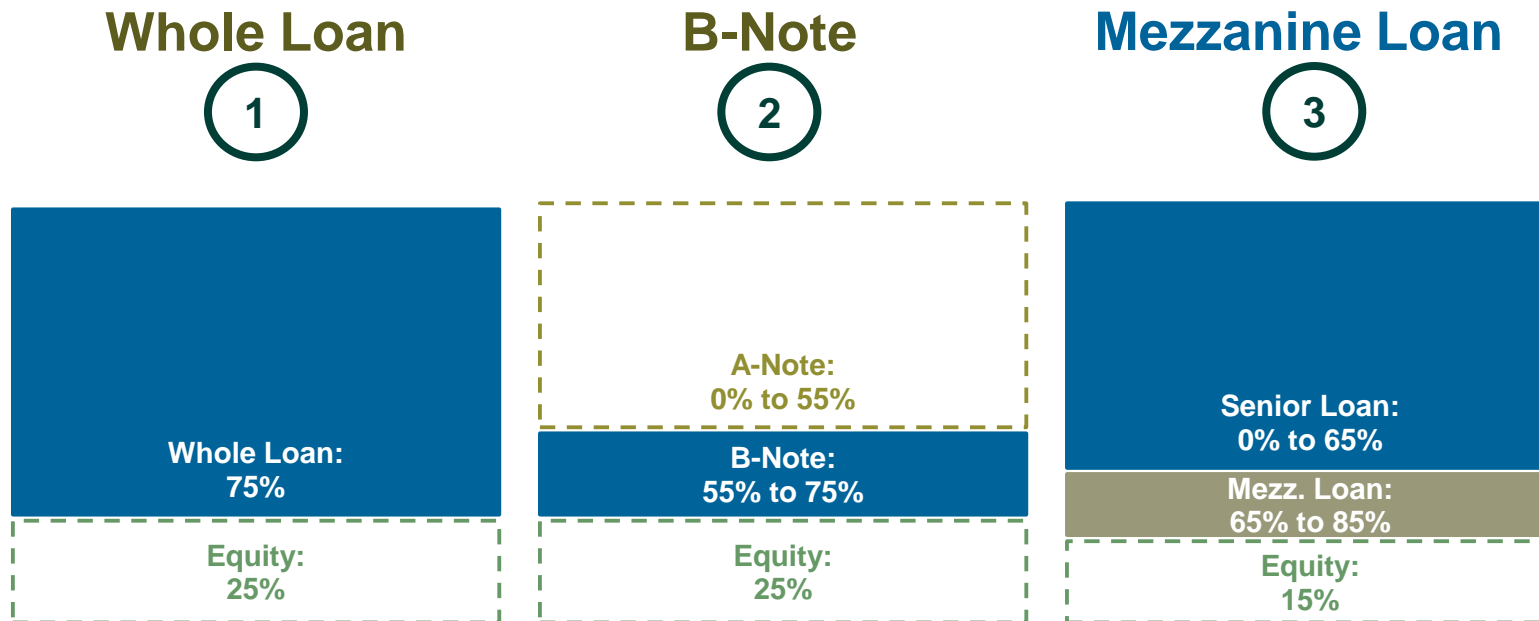 Whole Loan
1
Whole Loan:
75%
Equity:
25%
B-Note
2
A-Note:
0% to 55%
B-Note:
55% to 75%
Equity:
25%
Mezzanine Loan
3
Senior Loan:
0% to 65%
Mezz. Loan:
65% to 85%
Equity:
15%